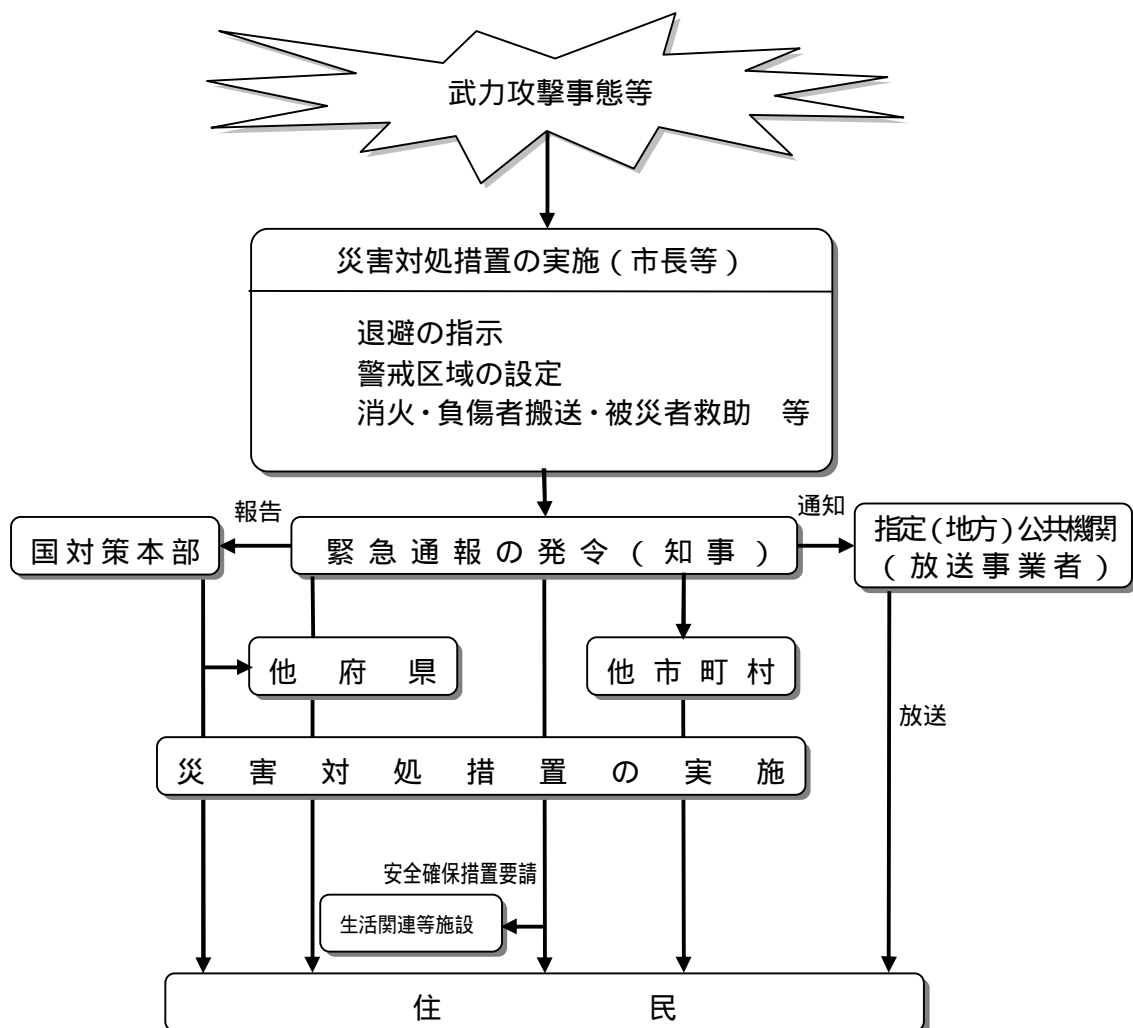 武力攻撃事態等
災害対処措置の実施（市長等）
退避の指示
警戒区域の設定
消火・負傷者搬送・被災者救助　等
報告
通知
国対策本部
緊急通報の発令（知事）
指定（地方）公共機関
（放送事業者）
他府県
他市町村
放送
災害対処措置の実施
安全確保措置要請
生活関連等施設
住民